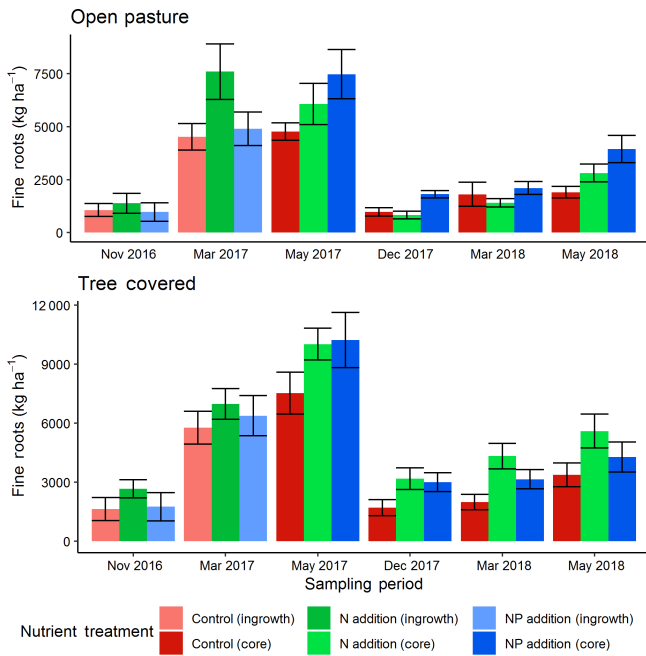 Open pasture
Fine roots (kg ha⁻¹)
7500
5000
2500
0
Nov 2016 Mar 2017 May 2017 Dec 2017 Mar 2018 May 2018
Tree covered
Fine roots (kg ha⁻¹)
12 000
9000
6000
3000
0
Nov 2016 Mar 2017 May 2017 Dec 2017 Mar 2018 May 2018
Sampling period
Nutrient treatment
Control (ingrowth) N addition (ingrowth) NP addition (ingrowth)
Control (core) N addition (core) NP addition (core)